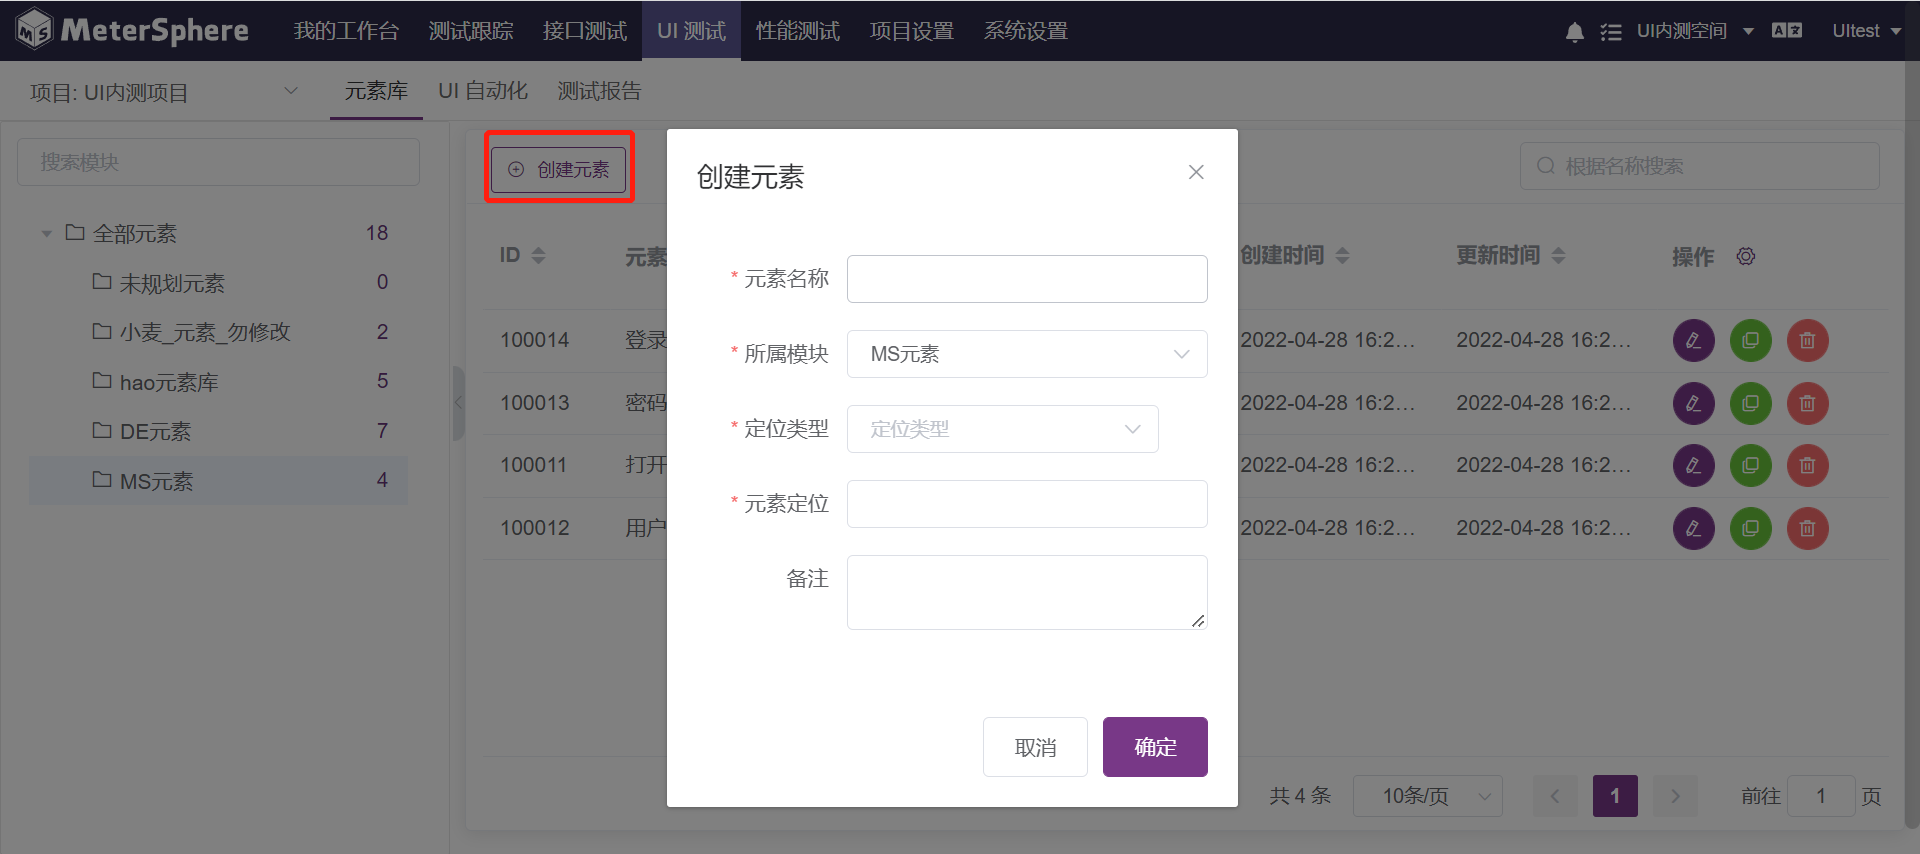 MeterSphere 我的工作台 测试跟踪 接口测试 UI 测试 性能测试 项目设置 系统设置 UI内测空间 UItest
项目: UI内测项目 元素库 UI 自动化 测试报告
搜索模块
全部元素 18
未规划元素 0
小麦_元素_勿修改 2
hao元素库 5
DE元素 7
MS元素 4
创建元素
根据名称搜索
ID 元素 创建时间 更新时间 操作
100014 登录 2022-04-28 16:2... 2022-04-28 16:2...
100013 密码 2022-04-28 16:2... 2022-04-28 16:2...
100011 打开 2022-04-28 16:2... 2022-04-28 16:2...
100012 用户 2022-04-28 16:2... 2022-04-28 16:2...
共 4 条 10条/页 1 前往 1 页
创建元素
* 元素名称
* 所属模块 MS元素
* 定位类型 定位类型
* 元素定位
备注
取消 确定